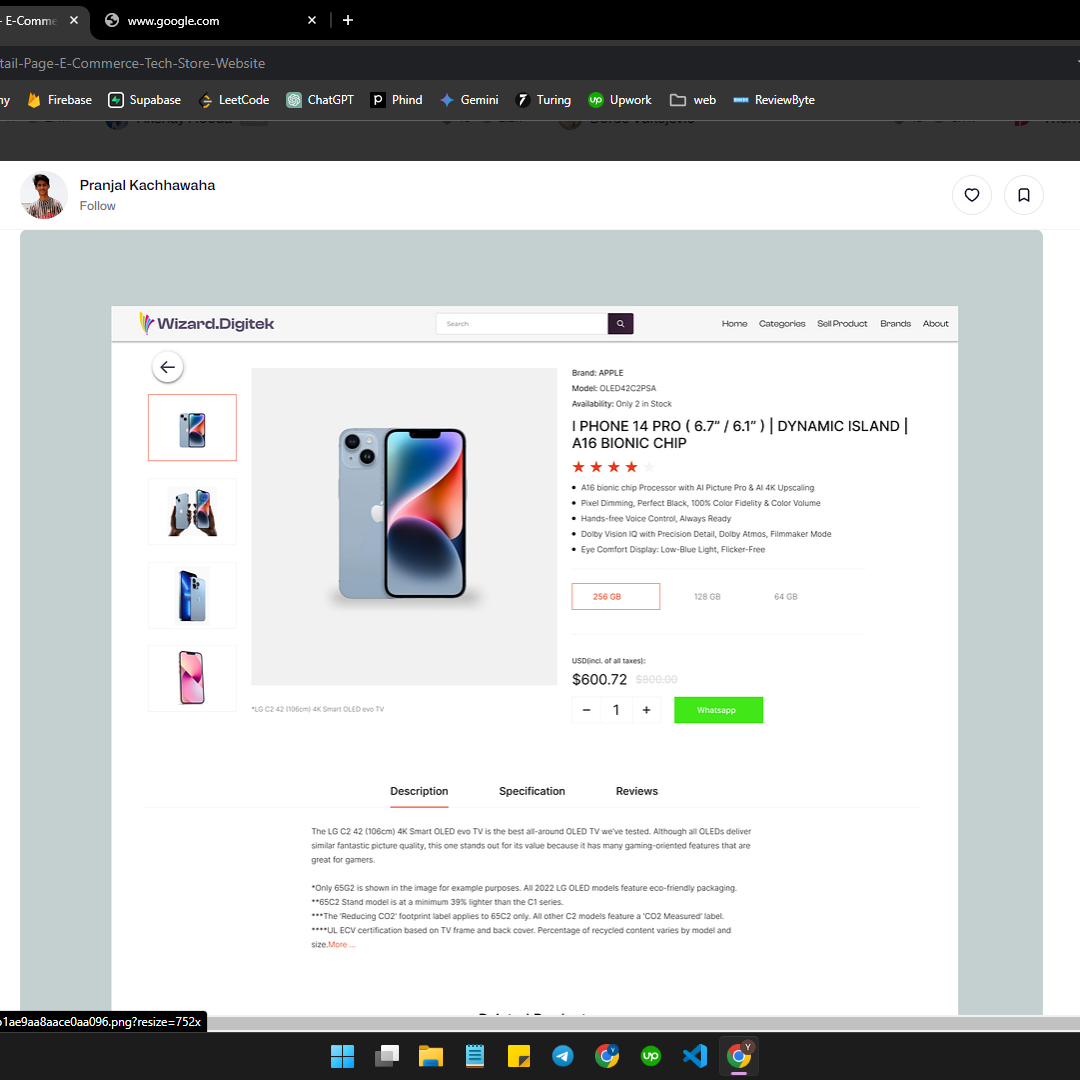 - E-Comme
www.google.com
tail-Page-E-Commerce-Tech-Store-Website
ny Firebase Supabase LeetCode ChatGPT Phind Gemini Turing Upwork web ReviewByte
Pranjal Kachhawaha
Follow
Wizard.Digitek
Search
Home Categories Sell Product Brands About
Brand: APPLE
Model: OLED42C2PSA
Availability: Only 2 in Stock
I PHONE 14 PRO ( 6.7” / 6.1” ) | DYNAMIC ISLAND |
A16 BIONIC CHIP
A16 bionic chip Processor with AI Picture Pro & AI 4K Upscaling
Pixel Dimming, Perfect Black, 100% Color Fidelity & Color Volume
Hands-free Voice Control, Always Ready
Dolby Vision IQ with Precision Detail, Dolby Atmos, Filmmaker Mode
Eye Comfort Display: Low-Blue Light, Flicker-Free
256 GB 128 GB 64 GB
USD(incl. of all taxes):
$600.72 $800.00
− 1 + Whatsapp
*LG C2 42 (106cm) 4K Smart OLED evo TV
Description Specification Reviews
The LG C2 42 (106cm) 4K Smart OLED evo TV is the best all-around OLED TV we've tested. Although all OLEDs deliver
similar fantastic picture quality, this one stands out for its value because it has many gaming-oriented features that are
great for gamers.
*Only 65G2 is shown in the image for example purposes. All 2022 LG OLED models feature eco-friendly packaging.
**65C2 Stand model is at a minimum 39% lighter than the C1 series.
***The 'Reducing CO2' footprint label applies to 65C2 only. All other C2 models feature a 'CO2 Measured' label.
****UL ECV certification based on TV frame and back cover. Percentage of recycled content varies by model and
size.More ...
b1ae9aa8aace0aa096.png?resize=752x